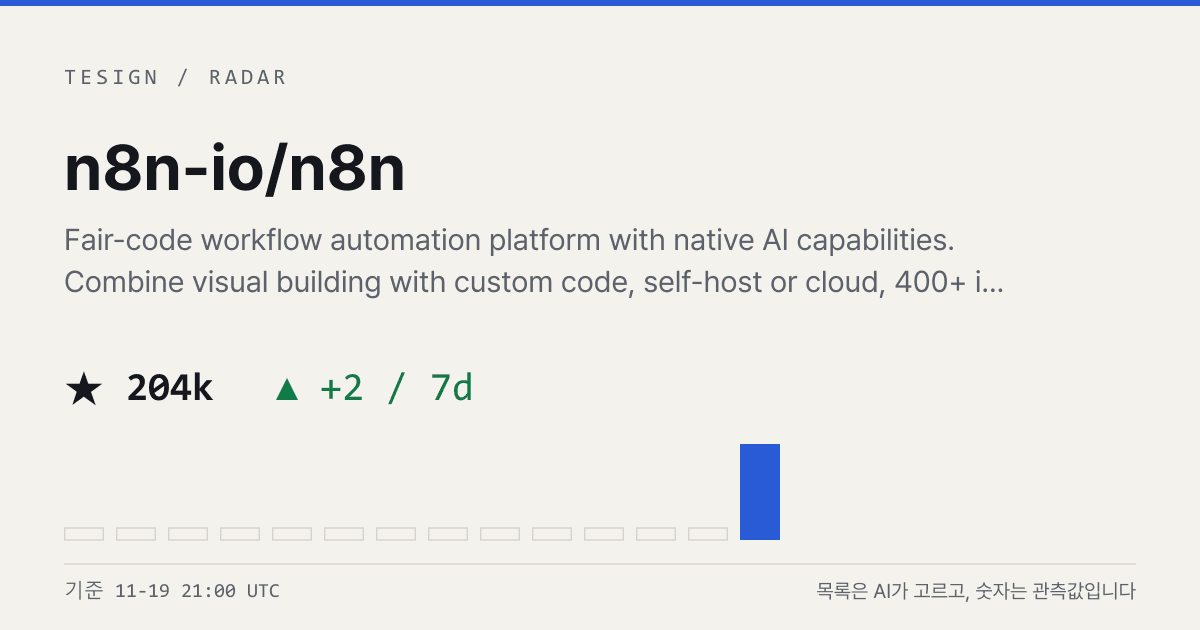 TESIGN / RADAR
n8n-io/n8n
Fair-code workflow automation platform with native AI capabilities.
Combine visual building with custom code, self-host or cloud, 400+ i…
★ 204k ▲ +2 / 7d
기준 11-19 21:00 UTC
목록은 AI가 고르고, 숫자는 관측값입니다